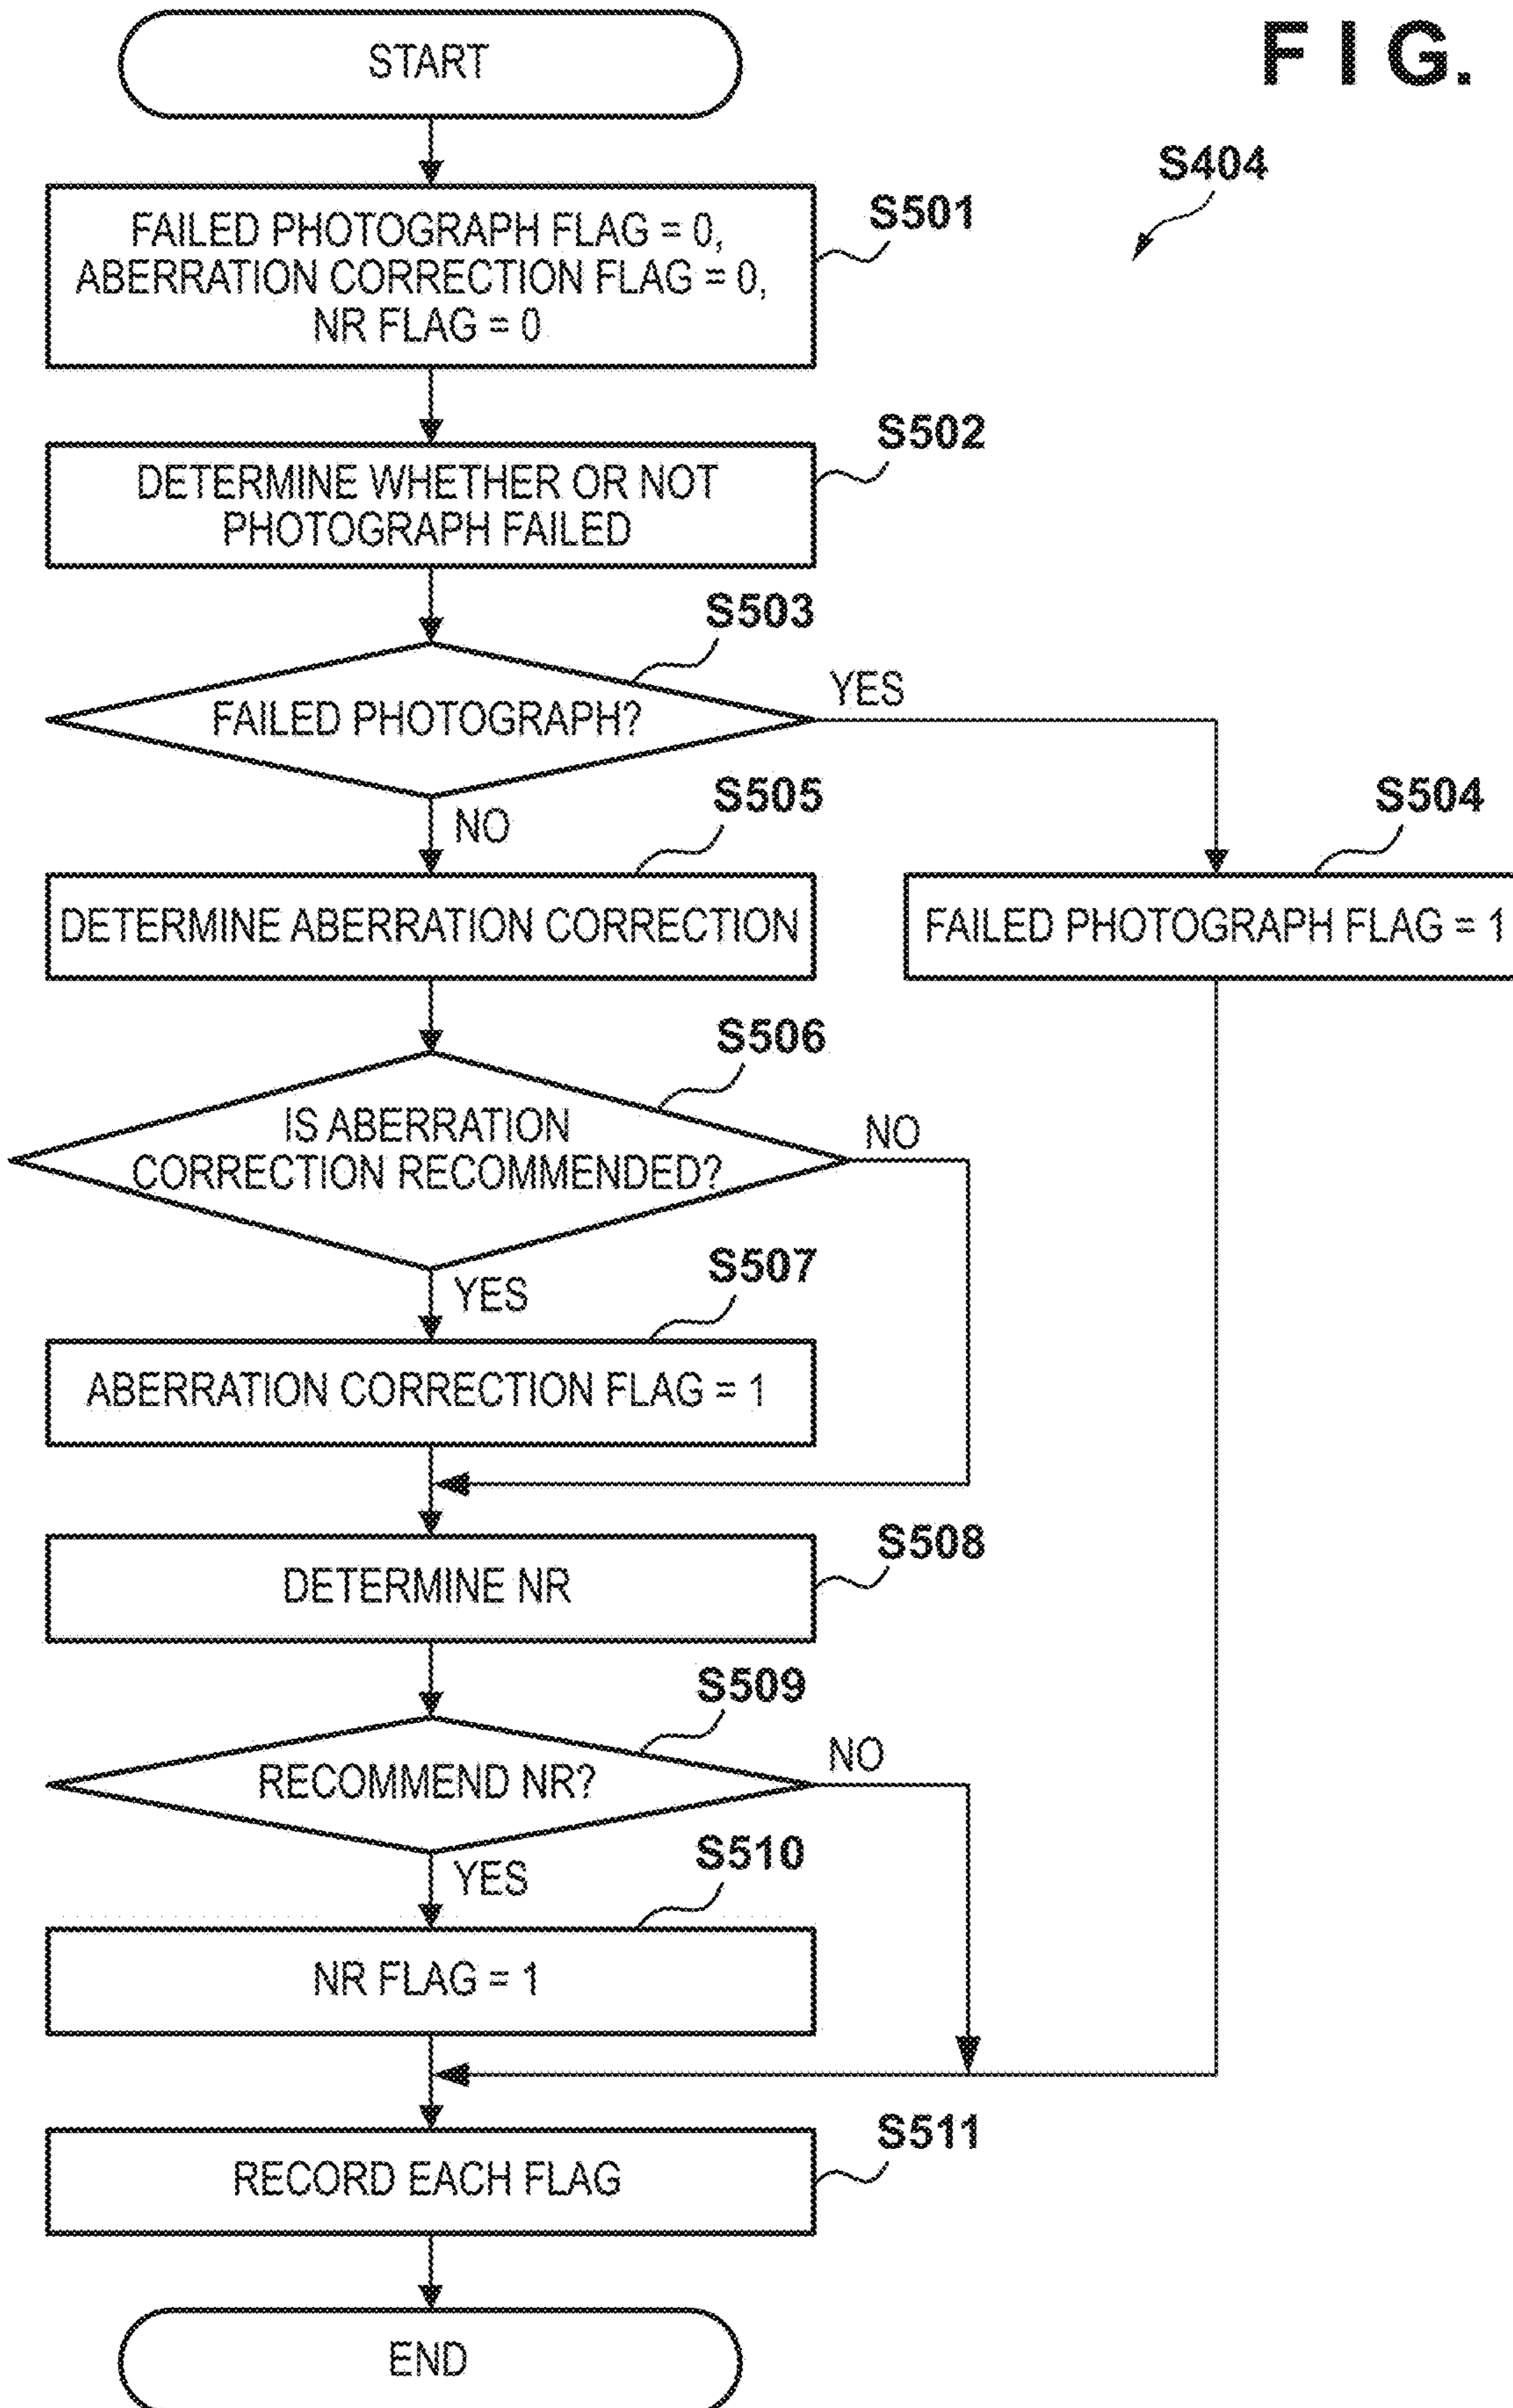 FIG.
START
S404
S501
FAILED PHOTOGRAPH FLAG = 0,
ABERRATION CORRECTION FLAG = 0,
NR FLAG = 0
S502
DETERMINE WHETHER OR NOT
PHOTOGRAPH FAILED
S503
FAILED PHOTOGRAPH?
YES
NO
S505
S504
DETERMINE ABERRATION CORRECTION
FAILED PHOTOGRAPH FLAG = 1
S506
IS ABERRATION
CORRECTION RECOMMENDED?
NO
YES
S507
ABERRATION CORRECTION FLAG = 1
S508
DETERMINE NR
S509
RECOMMEND NR?
NO
YES
S510
NR FLAG = 1
S511
RECORD EACH FLAG
END